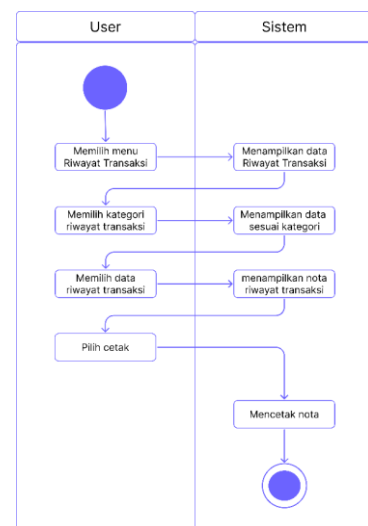 User
Sistem
Memilih menu
Riwayat Transaksi
Menampilkan data
Riwayat Transaksi
Memilih kategori
riwayat transaksi
Menampilkan data
sesuai kategori
Memilih data
riwayat transaksi
menampilkan nota
riwayat transaksi
Pilih cetak
Mencetak nota